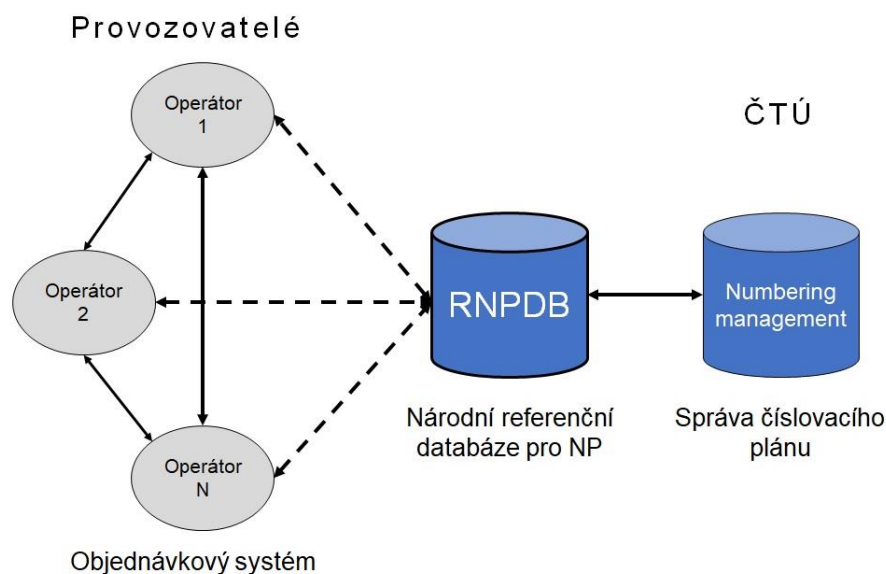 Provozovatelé
Operátor
1
ČTÚ
Operátor
2
RNPDB
Numbering
management
Národní referenční
databáze pro NP
Správa číslovacího
plánu
Operátor
N
Objednávkový systém